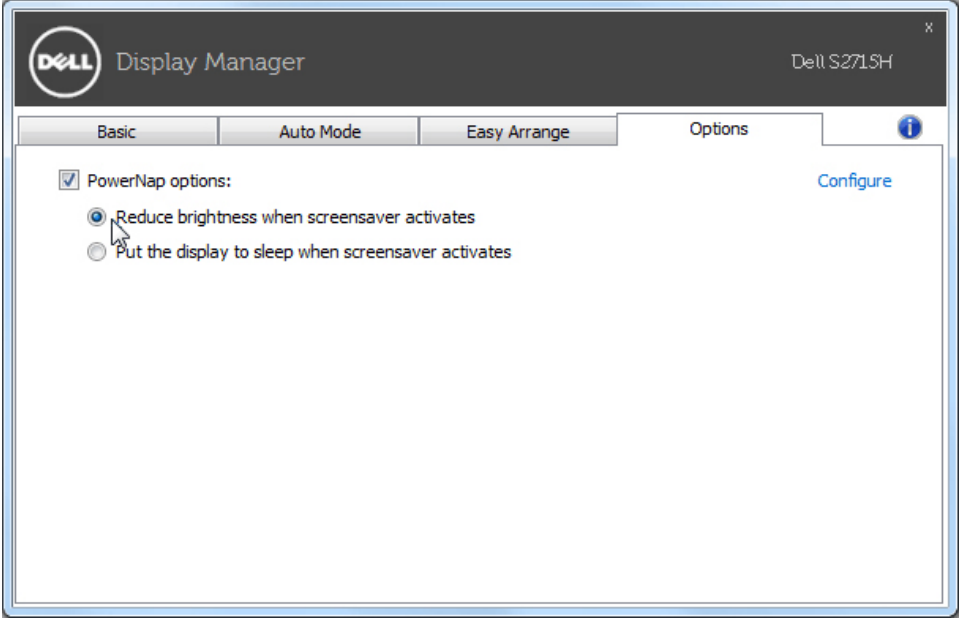 DELL
Display Manager
x
Dell S2715H
Basic
Auto Mode
Easy Arrange
Options
PowerNap options:
Configure
Reduce brightness when screensaver activates
Put the display to sleep when screensaver activates